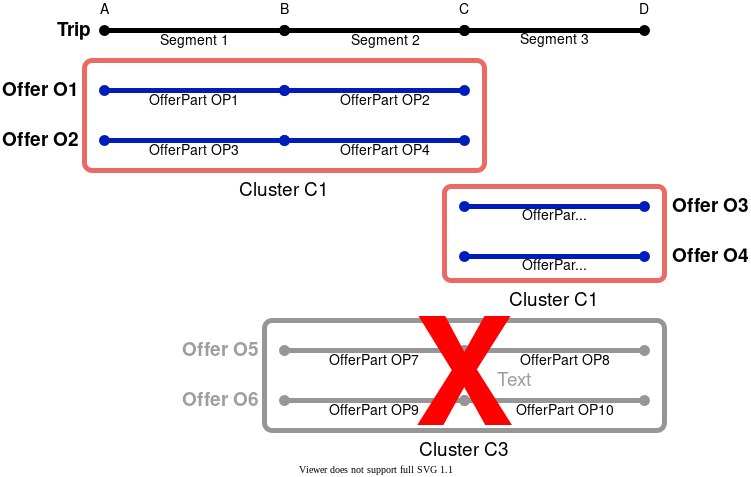 A B C D
Trip
Segment 1 Segment 2 Segment 3
Offer O1
OfferPart OP1 OfferPart OP2
Offer O2
OfferPart OP3 OfferPart OP4
Cluster C1
Offer O3
OfferPar...
Offer O4
OfferPar...
Cluster C1
Offer O5
OfferPart OP7 OfferPart OP8
Text
Offer O6
OfferPart OP9 OfferPart OP10
X
Cluster C3
Viewer does not support full SVG 1.1